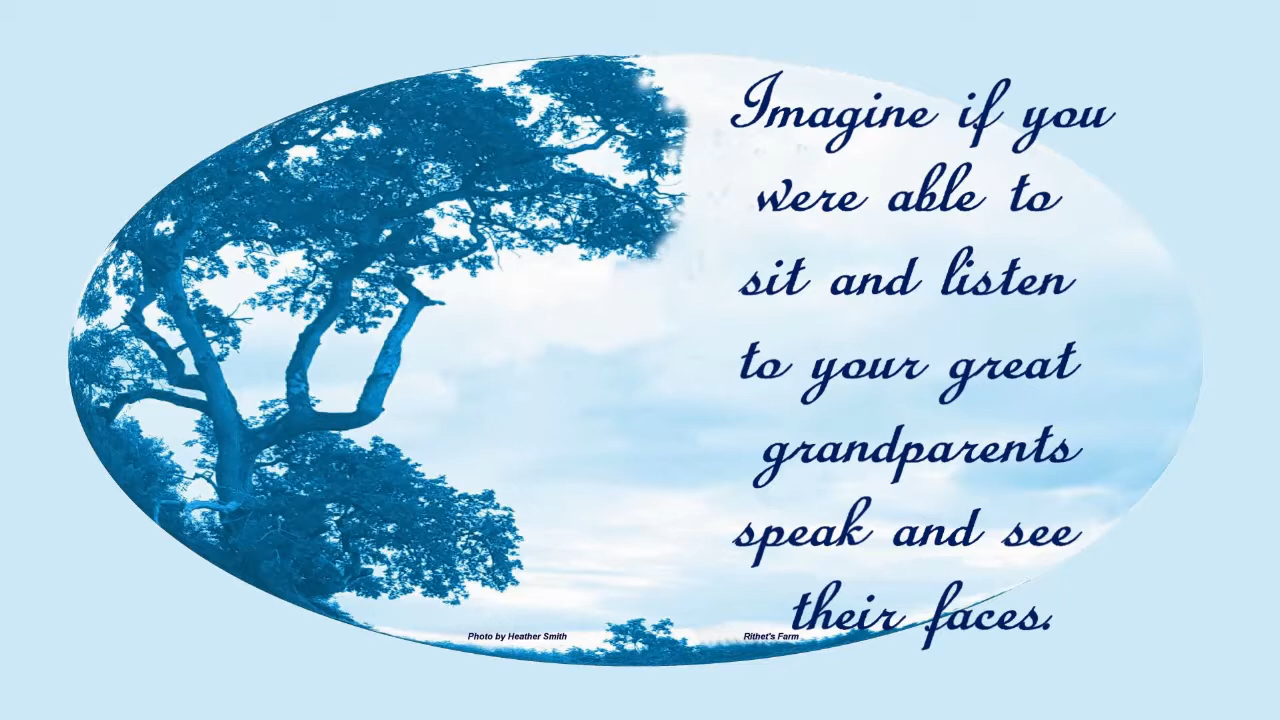 Imagine if you
were able to
sit and listen
to your great
grandparents
speak and see
their faces.
Photo by Heather Smith
Rithet's Farm